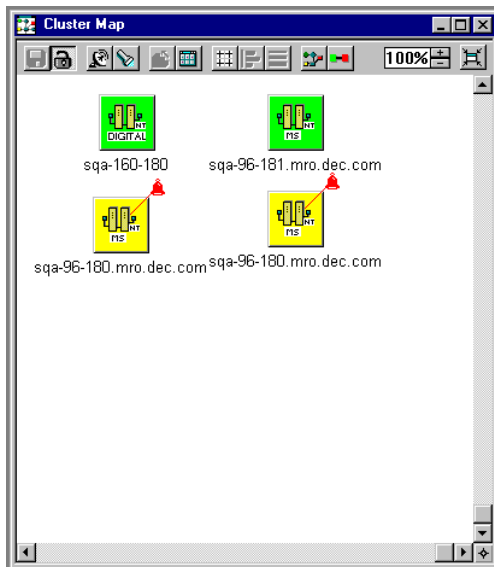 Cluster Map
100%
NT
DIGITAL
sqa-160-180
NT
MS
sqa-96-181.mro.dec.com
NT
MS
sqa-96-180.mro.dec.com
NT
MS
sqa-96-180.mro.dec.com